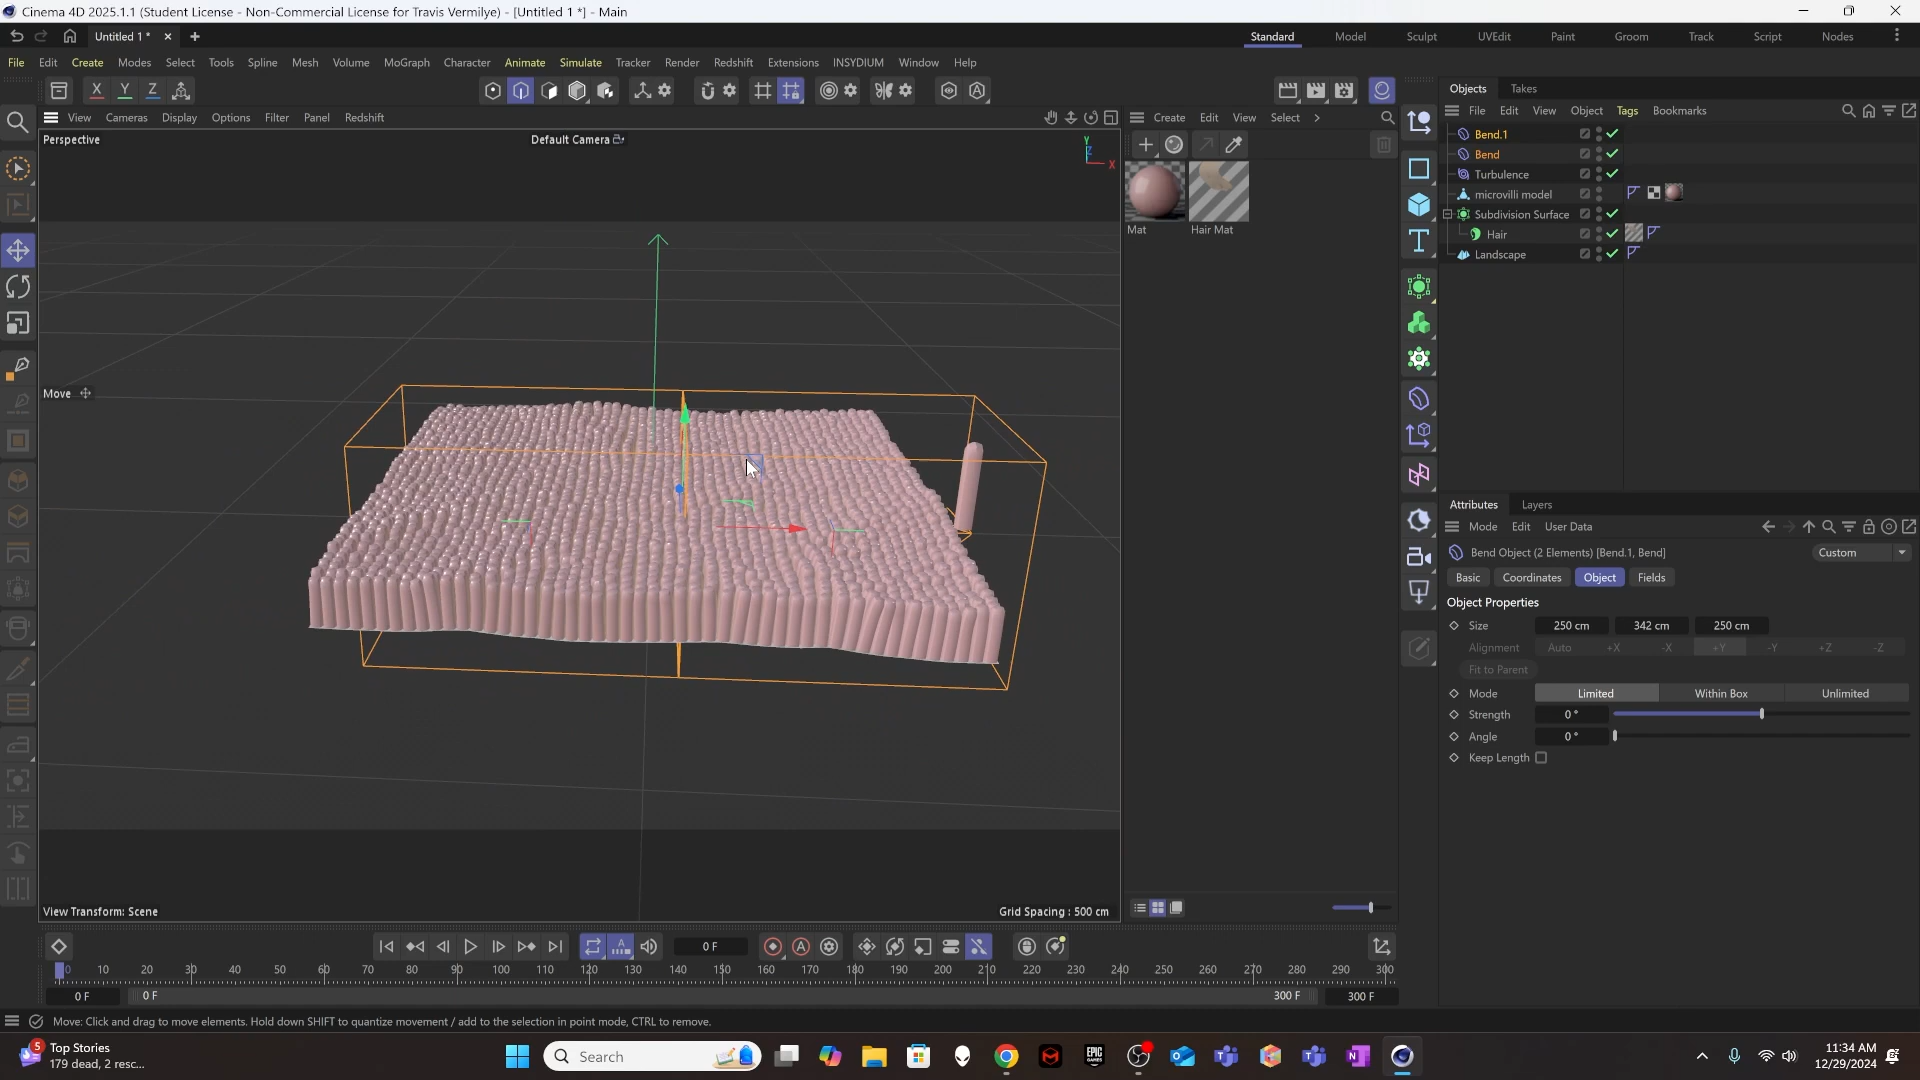 Cinema 4D 2025.1.1 (Student License - Non-Commercial License for Travis Vermilye) - [Untitled 1 *] - Main
Untitled 1 *
Standard Model Sculpt UVEdit Paint Groom Track Script Nodes
File Edit Create Modes Select Tools Spline Mesh Volume MoGraph Character Animate Simulate Tracker Render Redshift Extensions INSYDIUM Window Help
X Y Z
Objects Takes
File Edit View Object Tags Bookmarks
View Cameras Display Options Filter Panel Redshift
Create Edit View Select
Perspective
Default Camera
Y
Z
X
Bend.1
Bend
Turbulence
microvilli model
Subdivision Surface
Hair
Landscape
Mat
Hair Mat
Move
Attributes Layers
Mode Edit User Data
Bend Object (2 Elements) [Bend.1, Bend]
Custom
Basic Coordinates Object Fields
Object Properties
Size 250 cm 342 cm 250 cm
Alignment Auto +X -X +Y -Y +Z -Z
Fit to Parent
Mode Limited Within Box Unlimited
Strength 0 °
Angle 0 °
Keep Length
View Transform: Scene
Grid Spacing : 500 cm
0 F
0 10 20 30 40 50 60 70 80 90 100 110 120 130 140 150 160 170 180 190 200 210 220 230 240 250 260 270 280 290 300
0 F 0 F 300 F 300 F
Move: Click and drag to move elements. Hold down SHIFT to quantize movement / add to the selection in point mode, CTRL to remove.
5
Top Stories
179 dead, 2 resc...
Search
11:34 AM
12/29/2024